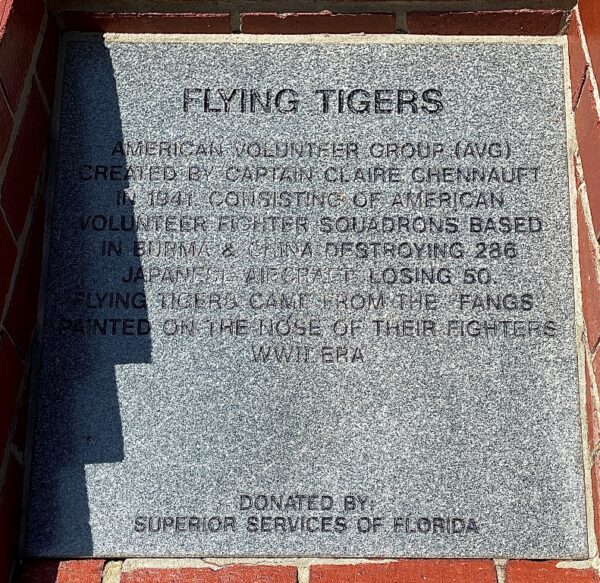 FLYING TIGERS
AMERICAN VOLUNTEER GROUP (AVG)
CREATED BY CAPTAIN CLAIRE CHENNAUFT
IN 1941, CONSISTING OF AMERICAN
VOLUNTEER FIGHTER SQUADRONS BASED
IN BURMA & CHINA DESTROYING 286
JAPANESE AIRCRAFT, LOSING 50.
FLYING TIGERS CAME FROM THE "FANGS"
PAINTED ON THE NOSE OF THEIR FIGHTERS
WWII ERA
DONATED BY:
SUPERIOR SERVICES OF FLORIDA